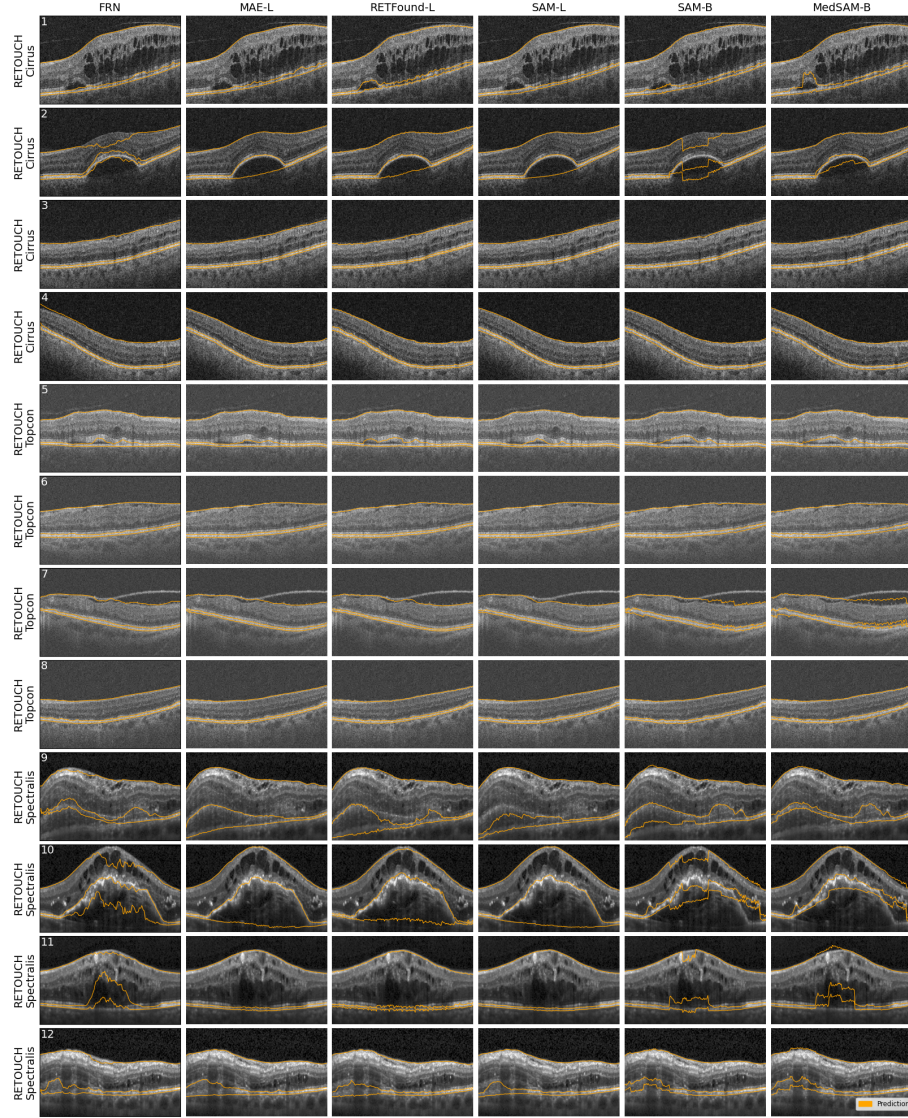 FRN MAE-L RETFound-L SAM-L SAM-B MedSAM-B
1
RETOUCH
Cirrus
2
RETOUCH
Cirrus
3
RETOUCH
Cirrus
4
RETOUCH
Cirrus
5
RETOUCH
Topcon
6
RETOUCH
Topcon
7
RETOUCH
Topcon
8
RETOUCH
Topcon
9
RETOUCH
Spectralis
10
RETOUCH
Spectralis
11
RETOUCH
Spectralis
12
RETOUCH
Spectralis
Prediction